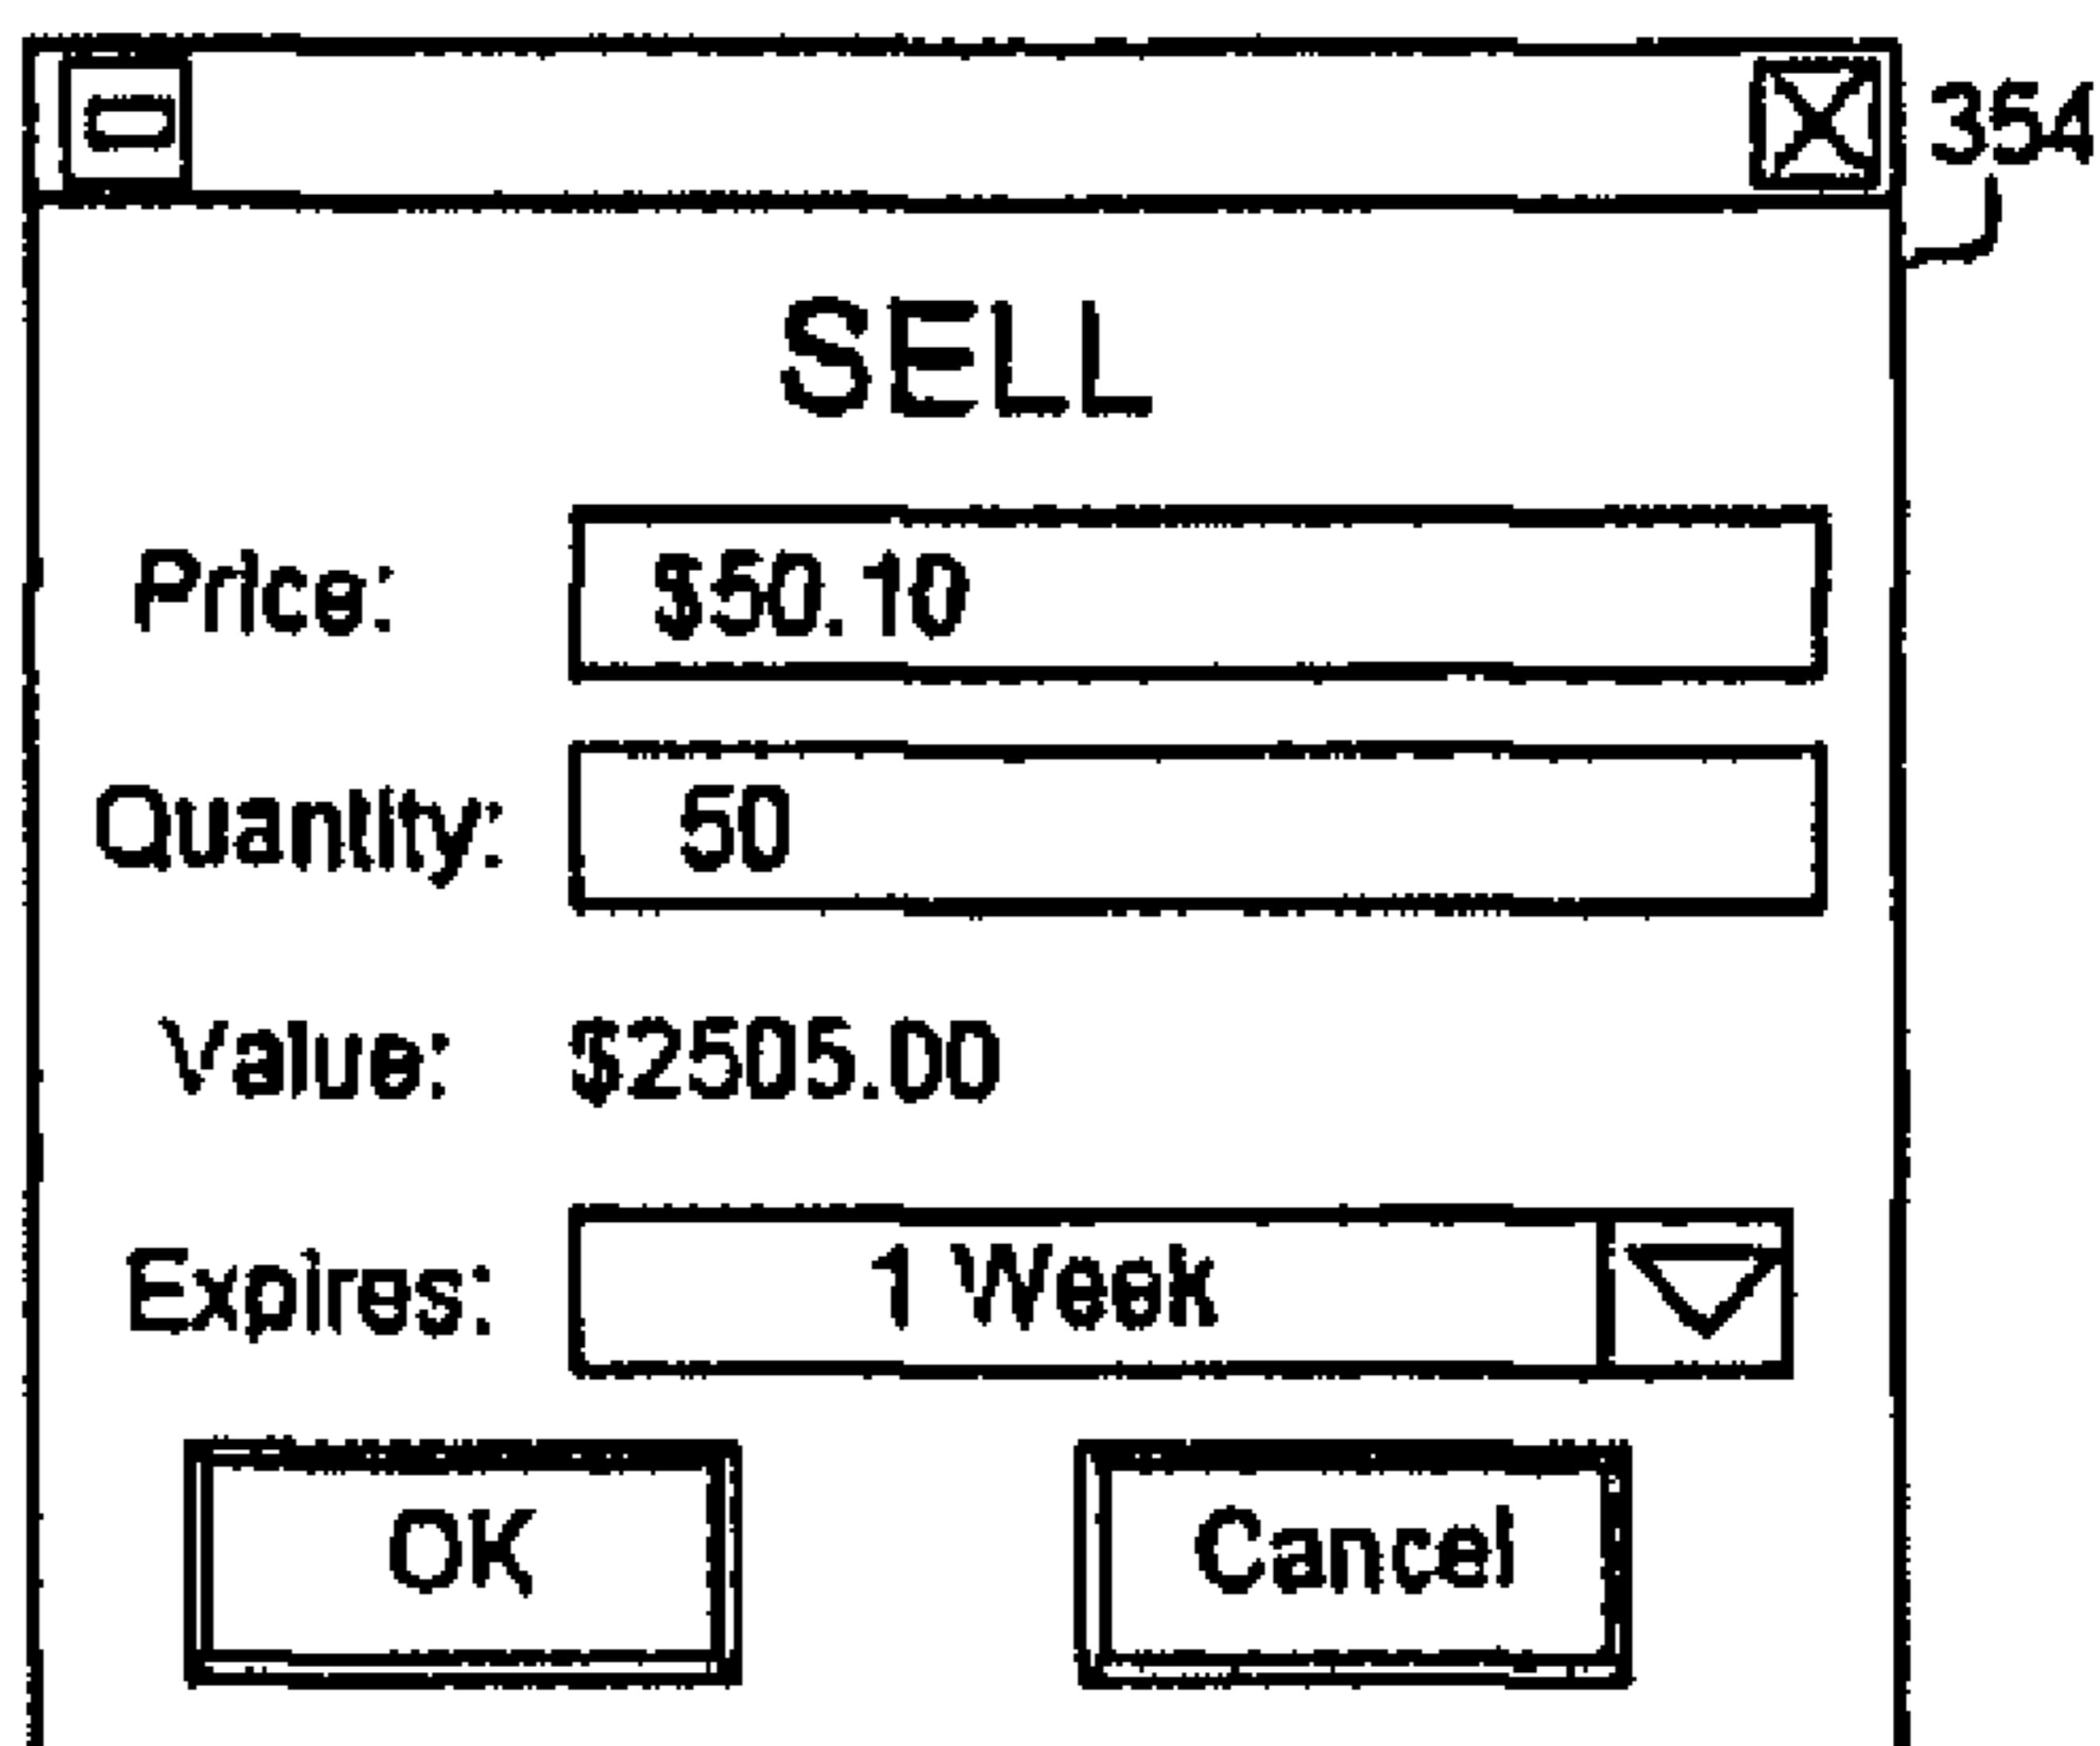 354
SELL
Price: $50.10
Quantity: 50
Value: $2505.00
Expires: 1 Week
OK Cancel